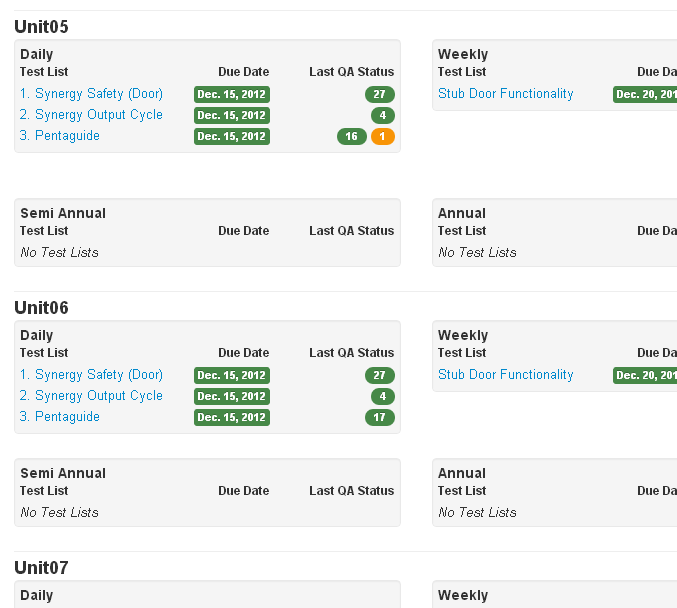 Unit05
Daily
Test List Due Date Last QA Status
1. Synergy Safety (Door) Dec. 15, 2012 27
2. Synergy Output Cycle Dec. 15, 2012 4
3. Pentaguide Dec. 15, 2012 16 1
Weekly
Test List Due Da
Stub Door Functionality Dec. 20, 201
Semi Annual
Test List Due Date Last QA Status
No Test Lists
Annual
Test List Due Da
No Test Lists
Unit06
Daily
Test List Due Date Last QA Status
1. Synergy Safety (Door) Dec. 15, 2012 27
2. Synergy Output Cycle Dec. 15, 2012 4
3. Pentaguide Dec. 15, 2012 17
Weekly
Test List Due Da
Stub Door Functionality Dec. 20, 201
Semi Annual
Test List Due Date Last QA Status
No Test Lists
Annual
Test List Due Da
No Test Lists
Unit07
Daily
Weekly